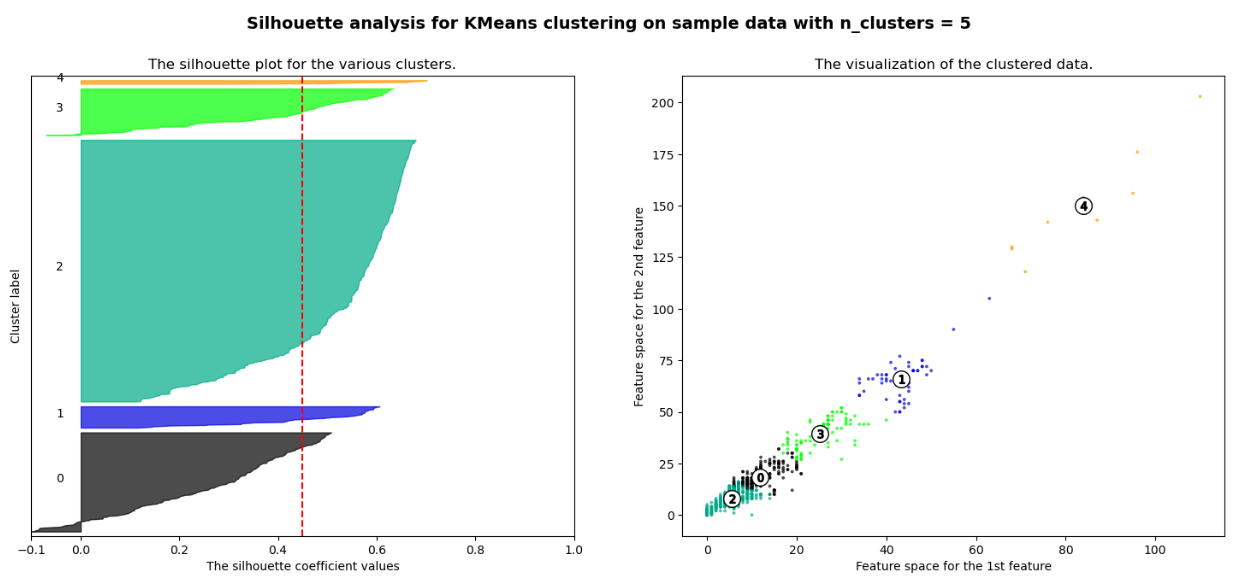 Silhouette analysis for KMeans clustering on sample data with n_clusters = 5
The silhouette plot for the various clusters.
4
3
2
1
0
Cluster label
−0.1 0.0 0.2 0.4 0.6 0.8 1.0
The silhouette coefficient values
The visualization of the clustered data.
200
175
150
125
100
75
50
25
0
Feature space for the 2nd feature
4
1
3
0
2
0 20 40 60 80 100
Feature space for the 1st feature